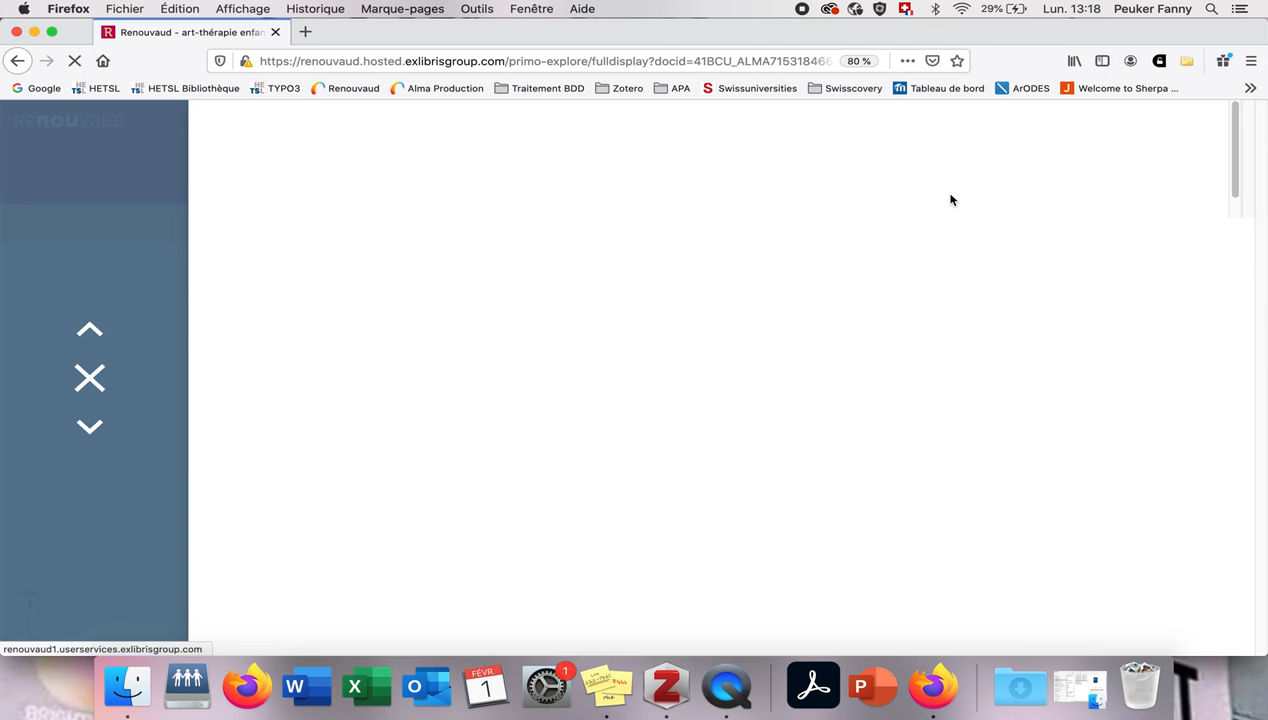 Firefox Fichier Édition Affichage Historique Marque-pages Outils Fenêtre Aide 29% Lun. 13:18 Peuker Fanny
Renouvaud - art-thérapie enfan
https://renouvaud.hosted.exlibrisgroup.com/primo-explore/fulldisplay?docid=41BCU_ALMA715318466 80 %
Google HETSL HETSL Bibliothèque TYPO3 Renouvaud Alma Production Traitement BDD Zotero APA Swissuniversities Swisscovery Tableau de bord ArODES Welcome to Sherpa ...
Renouvaud
renouvaud1.userservices.exlibrisgroup.com
FÉVR.
1
1